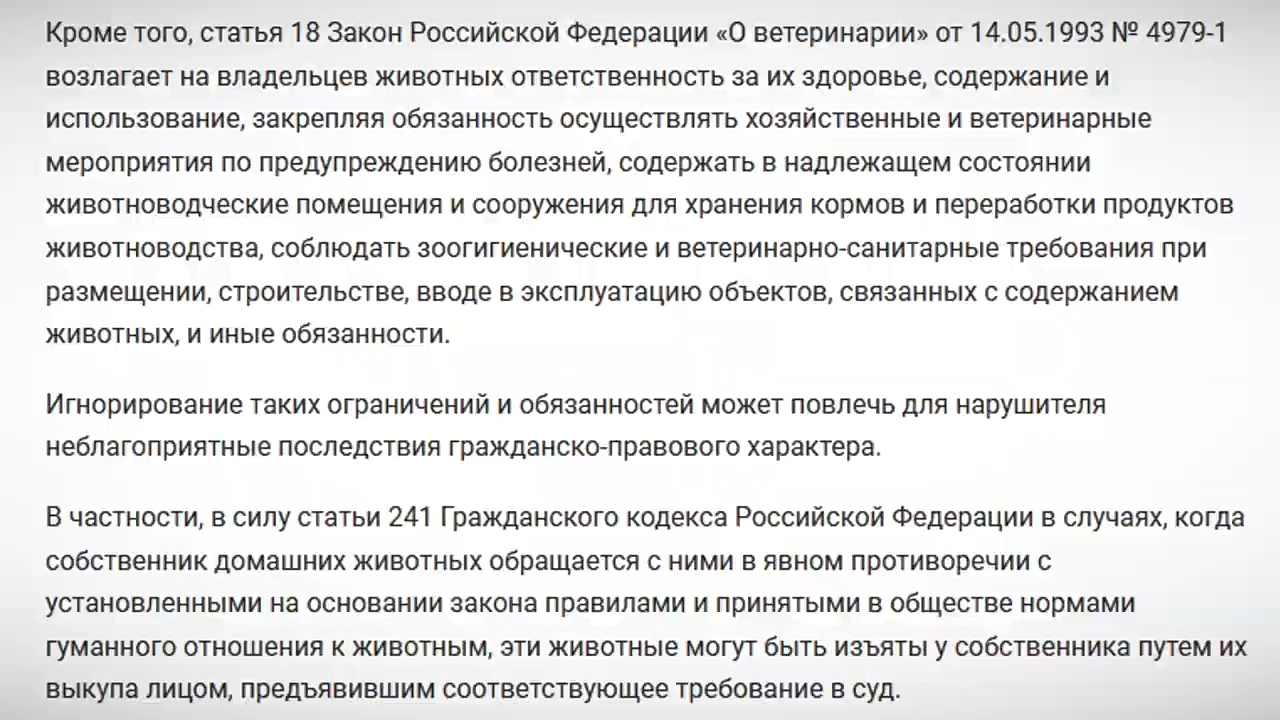 Кроме того, статья 18 Закон Российской Федерации «О ветеринарии» от 14.05.1993 № 4979-1
возлагает на владельцев животных ответственность за их здоровье, содержание и
использование, закрепляя обязанность осуществлять хозяйственные и ветеринарные
мероприятия по предупреждению болезней, содержать в надлежащем состоянии
животноводческие помещения и сооружения для хранения кормов и переработки продуктов
животноводства, соблюдать зоогигиенические и ветеринарно-санитарные требования при
размещении, строительстве, вводе в эксплуатацию объектов, связанных с содержанием
животных, и иные обязанности.
Игнорирование таких ограничений и обязанностей может повлечь для нарушителя
неблагоприятные последствия гражданско-правового характера.
В частности, в силу статьи 241 Гражданского кодекса Российской Федерации в случаях, когда
собственник домашних животных обращается с ними в явном противоречии с
установленными на основании закона правилами и принятыми в обществе нормами
гуманного отношения к животным, эти животные могут быть изъяты у собственника путем их
выкупа лицом, предъявившим соответствующее требование в суд.